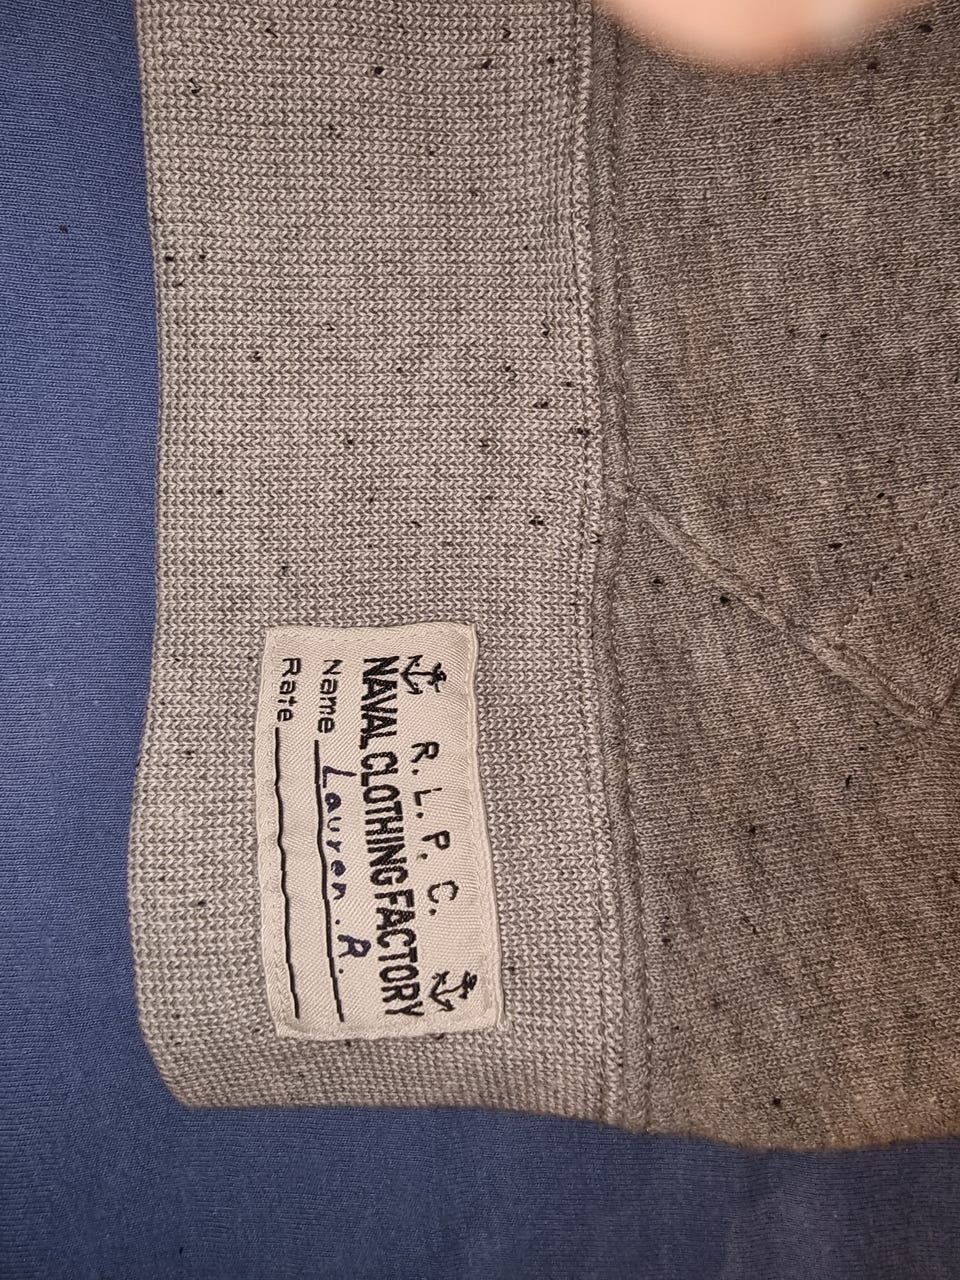 R. L. P. C.
NAVAL CLOTHING FACTORY
Name Lauren. R.
Rate